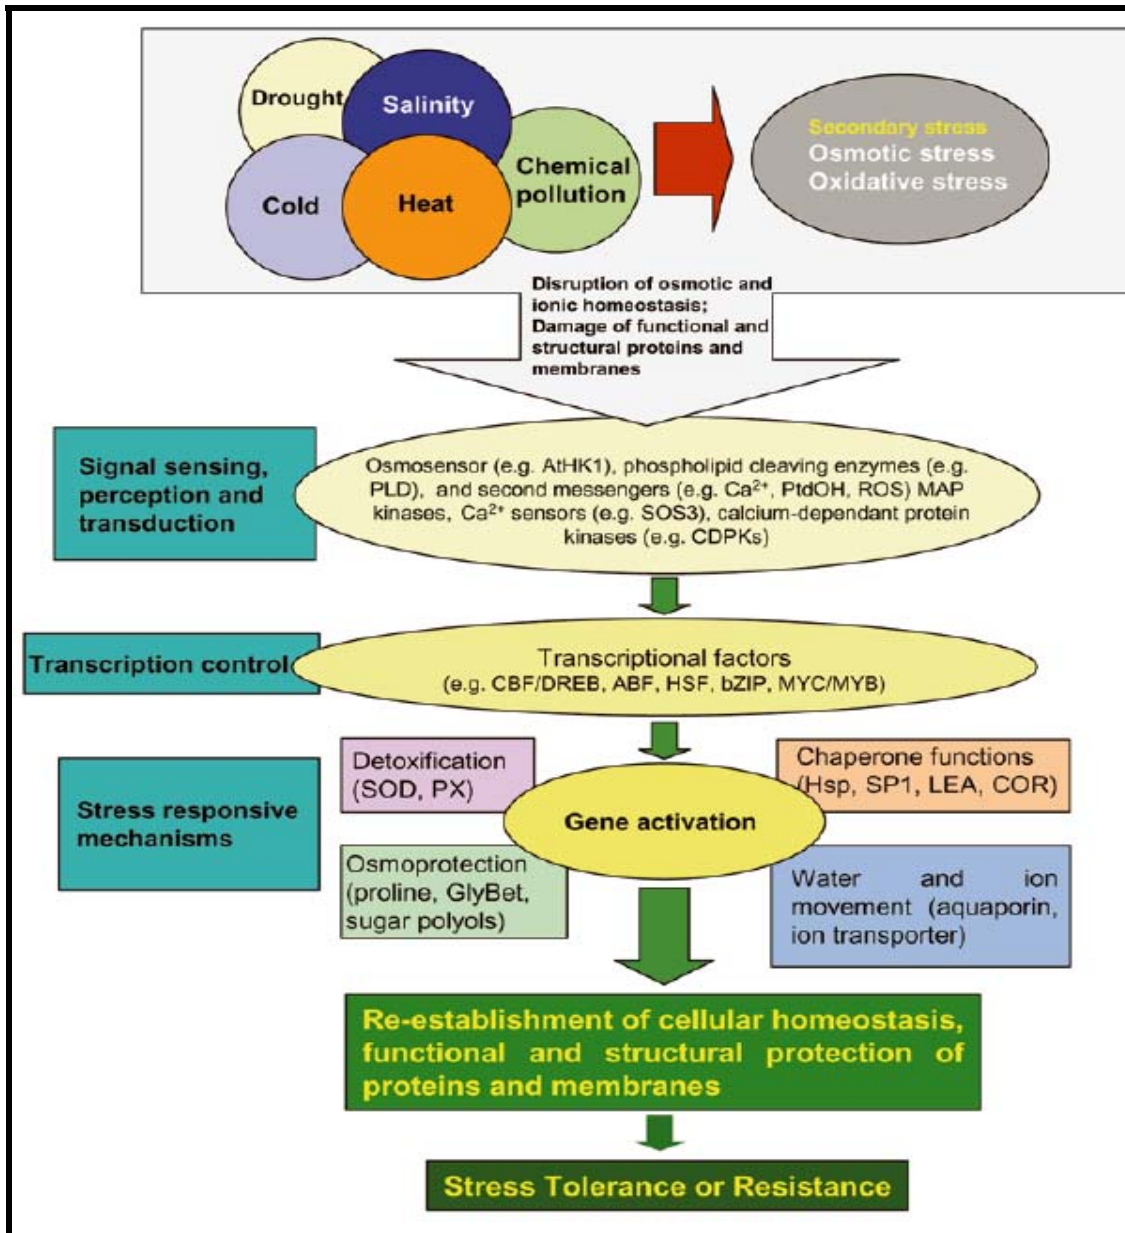 Drought
Salinity
Cold
Heat
Chemical
pollution
Secondary stress
Osmotic stress
Oxidative stress
Disruption of osmotic and
ionic homeostasis;
Damage of functional and
structural proteins and
membranes
Signal sensing,
perception and
transduction
Osmosensor (e.g. AtHK1), phospholipid cleaving enzymes (e.g.
PLD), and second messengers (e.g. Ca²⁺, PtdOH, ROS) MAP
kinases, Ca²⁺ sensors (e.g. SOS3), calcium-dependant protein
kinases (e.g. CDPKs)
Transcription control
Transcriptional factors
(e.g. CBF/DREB, ABF, HSF, bZIP, MYC/MYB)
Stress responsive
mechanisms
Detoxification
(SOD, PX)
Chaperone functions
(Hsp, SP1, LEA, COR)
Gene activation
Osmoprotection
(proline, GlyBet,
sugar polyols)
Water and ion
movement (aquaporin,
ion transporter)
Re-establishment of cellular homeostasis,
functional and structural protection of
proteins and membranes
Stress Tolerance or Resistance